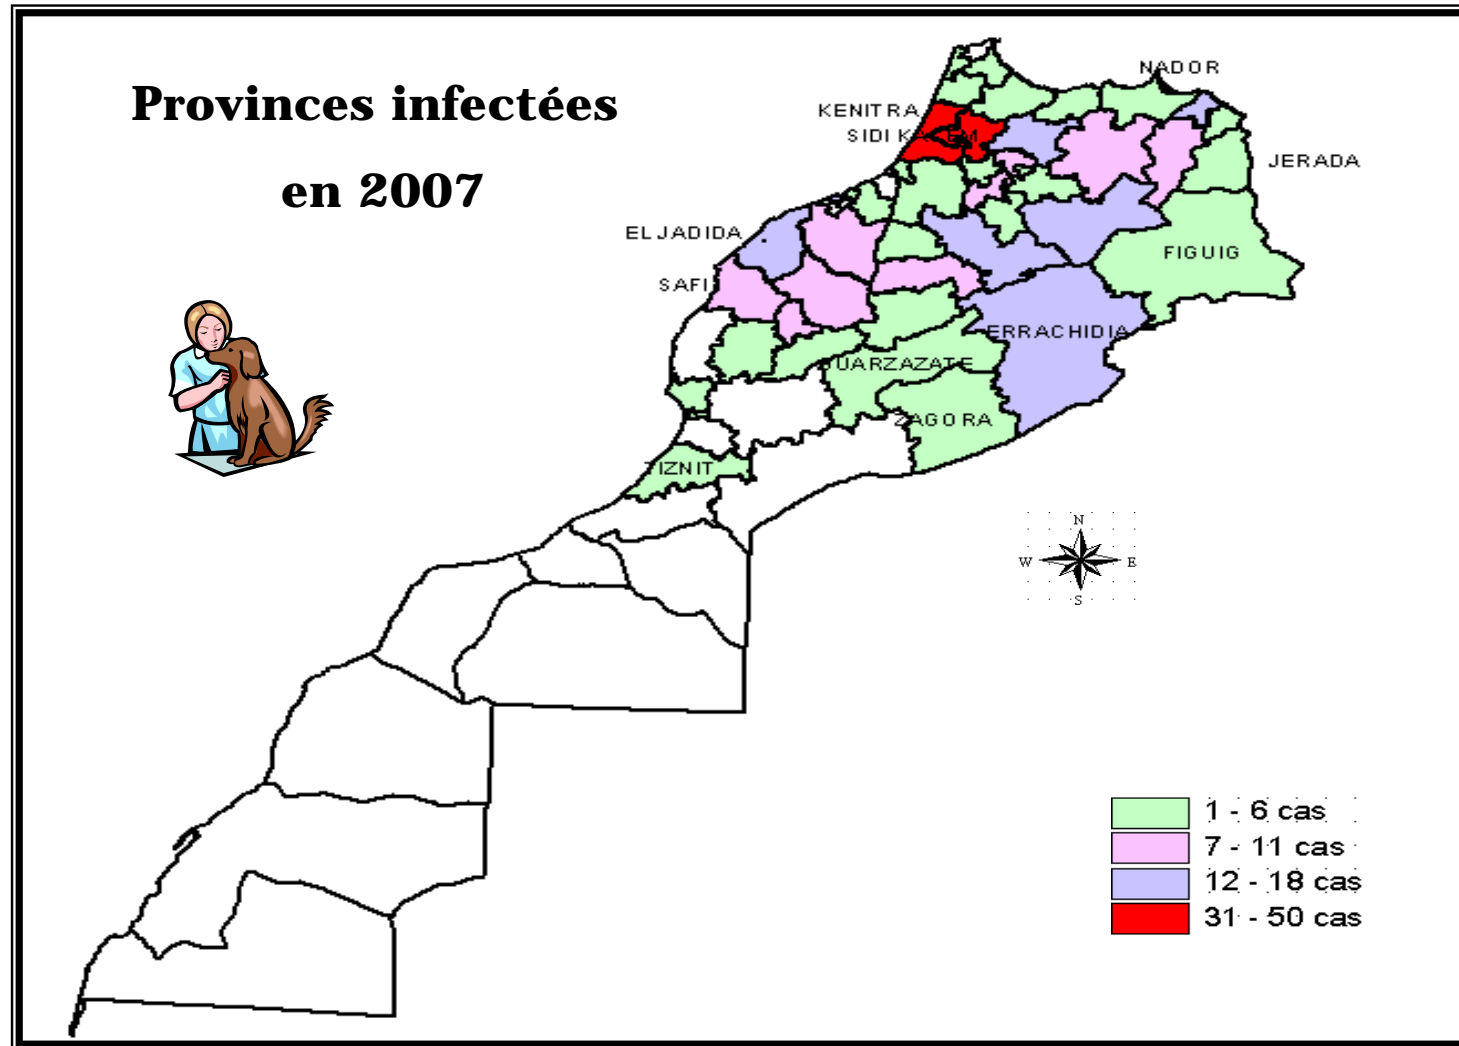 Provinces infectées
en 2007
NADOR
KENITRA
SIDI KACEM
JERADA
EL JADIDA
FIGUIG
SAFI
ERRACHIDIA
OUARZAZATE
ZAGORA
TIZNIT
N
W E
S
1 - 6 cas
7 - 11 cas
12 - 18 cas
31 - 50 cas